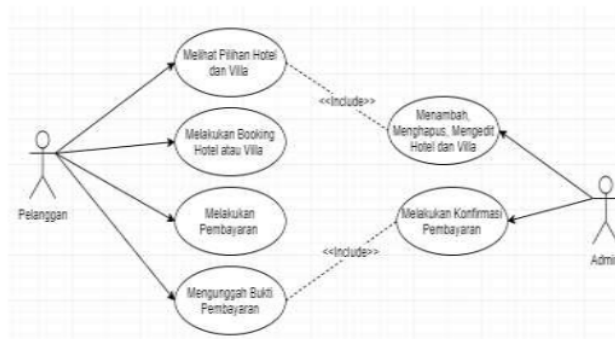 Melihat Pilihan Hotel
dan Villa
<<Include>>
Menambah,
Menghapus, Mengedit
Hotel dan Villa
Melakukan Booking
Hotel atau Villa
Pelanggan
Melakukan
Pembayaran
Melakukan Konfirmasi
Pembayaran
Admin
<<Include>>
Mengunggah Bukti
Pembayaran